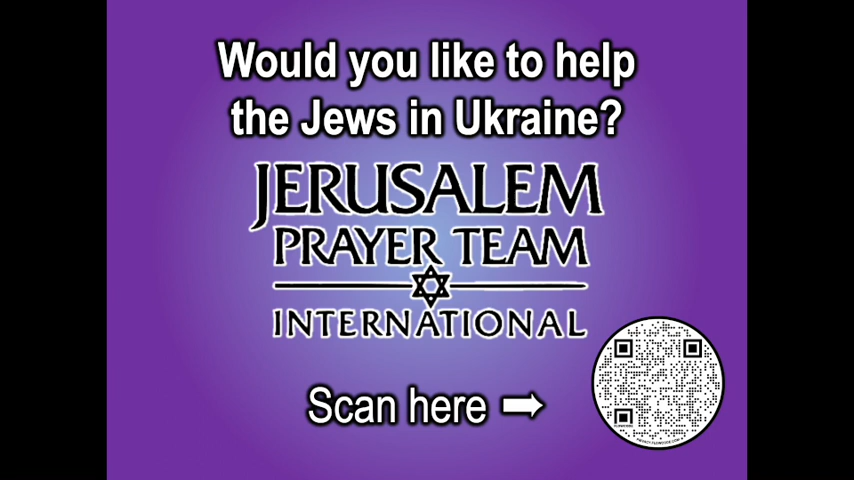 Would you like to help
the Jews in Ukraine?
JERUSALEM
PRAYER TEAM
INTERNATIONAL
Scan here